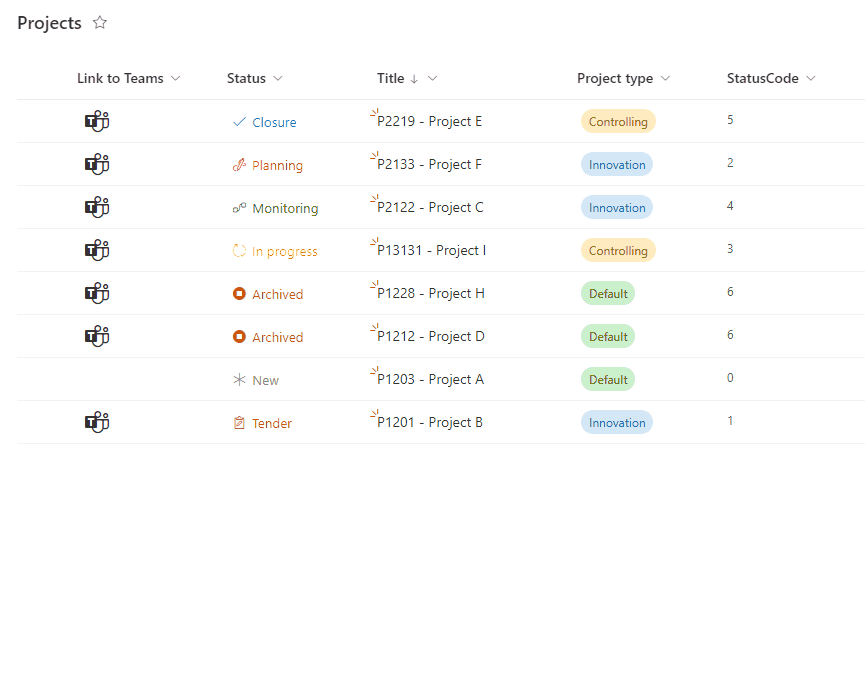 Projects
Link to Teams Status Title Project type StatusCode
Closure P2219 - Project E Controlling 5
Planning P2133 - Project F Innovation 2
Monitoring P2122 - Project C Innovation 4
In progress P13131 - Project I Controlling 3
Archived P1228 - Project H Default 6
Archived P1212 - Project D Default 6
New P1203 - Project A Default 0
Tender P1201 - Project B Innovation 1